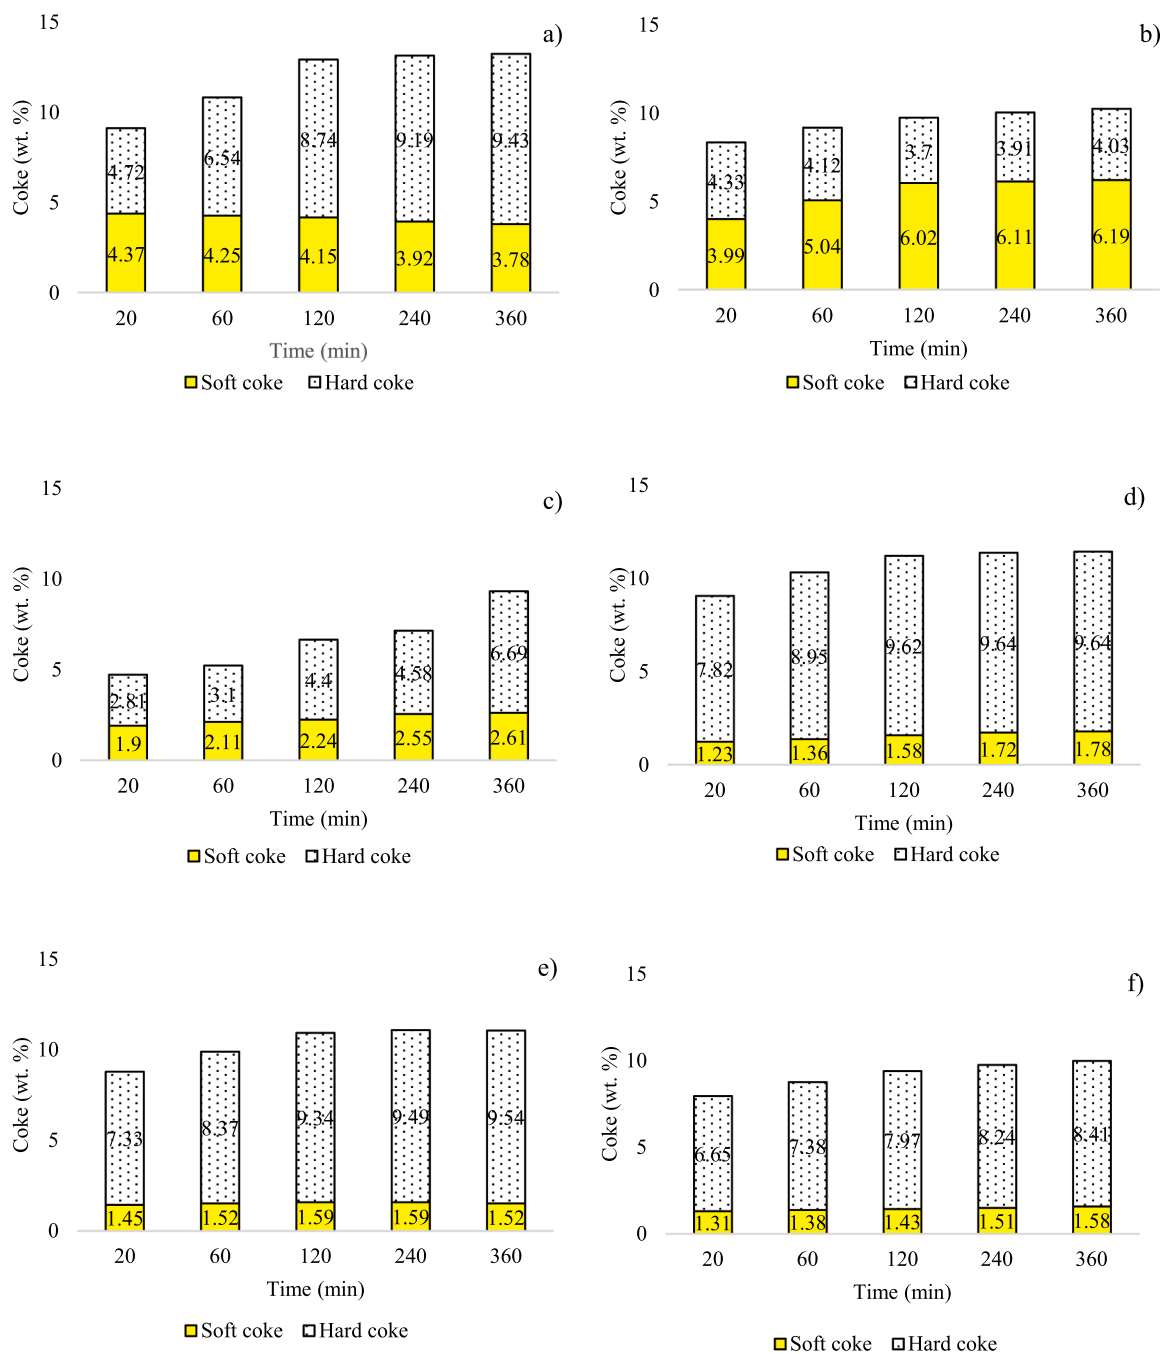 a)
15
10
5
0
Coke (wt. %)
4.72 6.54 8.74 9.19 9.43
4.37 4.25 4.15 3.92 3.78
20 60 120 240 360
Time (min)
Soft coke Hard coke
b)
15
10
5
0
Coke (wt. %)
4.33 4.12 3.7 3.91 4.03
3.99 5.04 6.02 6.11 6.19
20 60 120 240 360
Time (min)
Soft coke Hard coke
c)
15
10
5
0
Coke (wt. %)
2.81 3.1 4.4 4.58 6.69
1.9 2.11 2.24 2.55 2.61
20 60 120 240 360
Time (min)
Soft coke Hard coke
d)
15
10
5
0
Coke (wt. %)
7.82 8.95 9.62 9.64 9.64
1.23 1.36 1.58 1.72 1.78
20 60 120 240 360
Time (min)
Soft coke Hard coke
e)
15
10
5
0
Coke (wt. %)
7.33 8.37 9.34 9.49 9.54
1.45 1.52 1.59 1.59 1.52
20 60 120 240 360
Time (min)
Soft coke Hard coke
f)
15
10
5
0
Coke (wt. %)
6.65 7.38 7.97 8.24 8.41
1.31 1.38 1.43 1.51 1.58
20 60 120 240 360
Time (min)
Soft coke Hard coke